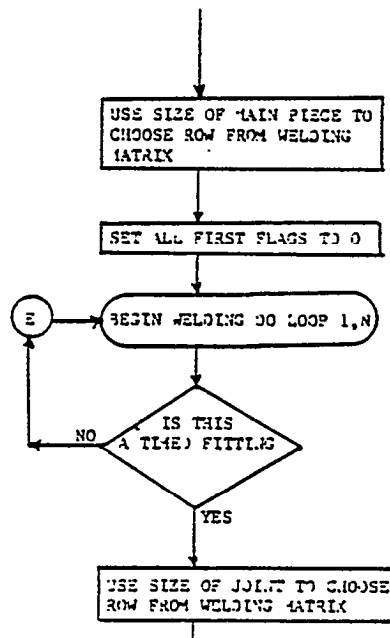 USE SIZE OF MAIN PIECE TO
CHOOSE ROW FROM WELDING
MATRIX
SET ALL FIRST FLAGS TO 0
E
BEGIN WELDING DO LOOP 1,N
IS THIS
A TIMED FITTING
NO
YES
USE SIZE OF JOINT TO CHOOSE
ROW FROM WELDING MATRIX